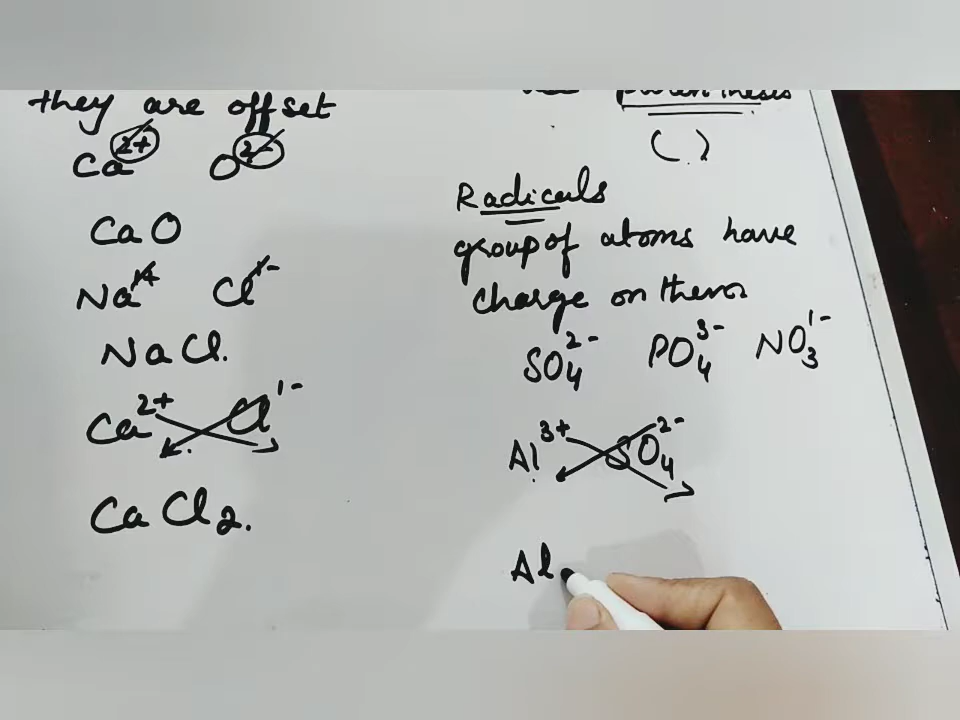 they are offset
Ca²⁺ O²⁻
CaO
Na¹⁺ Cl¹⁻
NaCl.
Ca²⁺ Cl¹⁻
CaCl₂.
parenthesis
( )
Radicals
group of atoms have
charge on them
SO₄²⁻ PO₄³⁻ NO₃¹⁻
Al³⁺ SO₄²⁻
Al